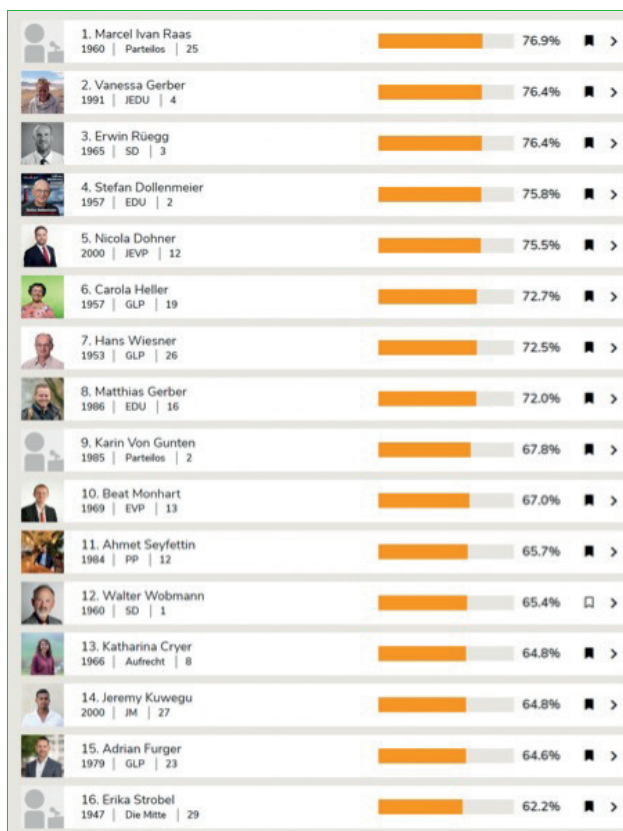 1. Marcel Ivan Raas
1960 | Parteilos | 25
76.9%
2. Vanessa Gerber
1991 | JEDU | 4
76.4%
3. Erwin Rüegg
1965 | SD | 3
76.4%
4. Stefan Dollenmeier
1957 | EDU | 2
75.8%
5. Nicola Dohner
2000 | JEVP | 12
75.5%
6. Carola Heller
1957 | GLP | 19
72.7%
7. Hans Wiesner
1953 | GLP | 26
72.5%
8. Matthias Gerber
1986 | EDU | 16
72.0%
9. Karin Von Gunten
1985 | Parteilos | 2
67.8%
10. Beat Monhart
1969 | EVP | 13
67.0%
11. Ahmet Seyfettin
1984 | PP | 12
65.7%
12. Walter Wobmann
1960 | SD | 1
65.4%
13. Katharina Cryer
1966 | Aufrecht | 8
64.8%
14. Jeremy Kuwegu
2000 | JM | 27
64.8%
15. Adrian Furger
1979 | GLP | 23
64.6%
16. Erika Strobel
1947 | Die Mitte | 29
62.2%